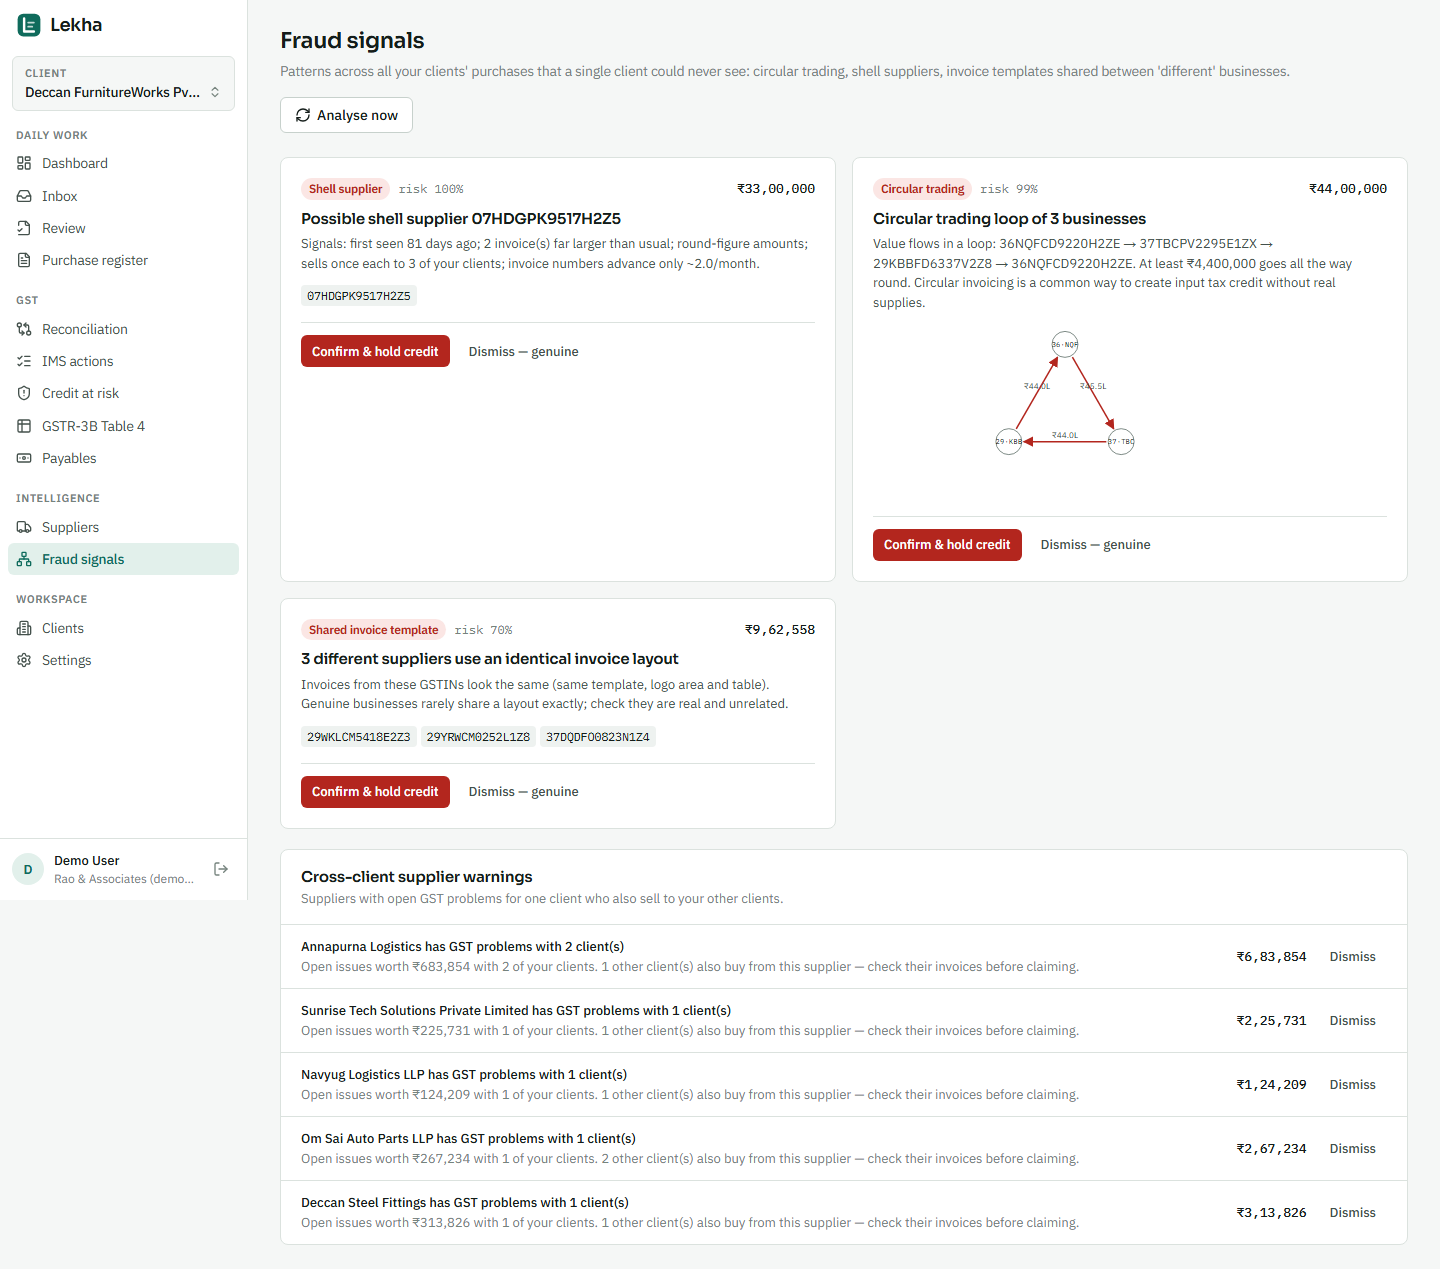 Lekha
CLIENT
Deccan FurnitureWorks Pv...
DAILY WORK
Dashboard
Inbox
Review
Purchase register
GST
Reconciliation
IMS actions
Credit at risk
GSTR-3B Table 4
Payables
INTELLIGENCE
Suppliers
Fraud signals
WORKSPACE
Clients
Settings
D
Demo User
Rao & Associates (demo...
Fraud signals
Patterns across all your clients' purchases that a single client could never see: circular trading, shell suppliers, invoice templates shared between 'different' businesses.
Analyse now
Shell supplier risk 100% ₹33,00,000
Possible shell supplier 07HDGPK9517H2Z5
Signals: first seen 81 days ago; 2 invoice(s) far larger than usual; round-figure amounts;
sells once each to 3 of your clients; invoice numbers advance only ~2.0/month.
07HDGPK9517H2Z5
Confirm & hold credit Dismiss — genuine
Circular trading risk 99% ₹44,00,000
Circular trading loop of 3 businesses
Value flows in a loop: 36NQFCD9220H2ZE → 37TBCPV2295E1ZX →
29KBBFD6337V2Z8 → 36NQFCD9220H2ZE. At least ₹4,400,000 goes all the way
round. Circular invoicing is a common way to create input tax credit without real
supplies.
36·NQF
₹44.0L ₹45.5L
₹44.0L
29·KBB 37·TBC
Confirm & hold credit Dismiss — genuine
Shared invoice template risk 70% ₹9,62,558
3 different suppliers use an identical invoice layout
Invoices from these GSTINs look the same (same template, logo area and table).
Genuine businesses rarely share a layout exactly; check they are real and unrelated.
29WKLCM5418E2Z3 29YRWCM0252L1Z8 37DQDFO0823N1Z4
Confirm & hold credit Dismiss — genuine
Cross-client supplier warnings
Suppliers with open GST problems for one client who also sell to your other clients.
Annapurna Logistics has GST problems with 2 client(s)
Open issues worth ₹683,854 with 2 of your clients. 1 other client(s) also buy from this supplier — check their invoices before claiming.
₹6,83,854 Dismiss
Sunrise Tech Solutions Private Limited has GST problems with 1 client(s)
Open issues worth ₹225,731 with 1 of your clients. 1 other client(s) also buy from this supplier — check their invoices before claiming.
₹2,25,731 Dismiss
Navyug Logistics LLP has GST problems with 1 client(s)
Open issues worth ₹124,209 with 1 of your clients. 1 other client(s) also buy from this supplier — check their invoices before claiming.
₹1,24,209 Dismiss
Om Sai Auto Parts LLP has GST problems with 1 client(s)
Open issues worth ₹267,234 with 1 of your clients. 2 other client(s) also buy from this supplier — check their invoices before claiming.
₹2,67,234 Dismiss
Deccan Steel Fittings has GST problems with 1 client(s)
Open issues worth ₹313,826 with 1 of your clients. 1 other client(s) also buy from this supplier — check their invoices before claiming.
₹3,13,826 Dismiss